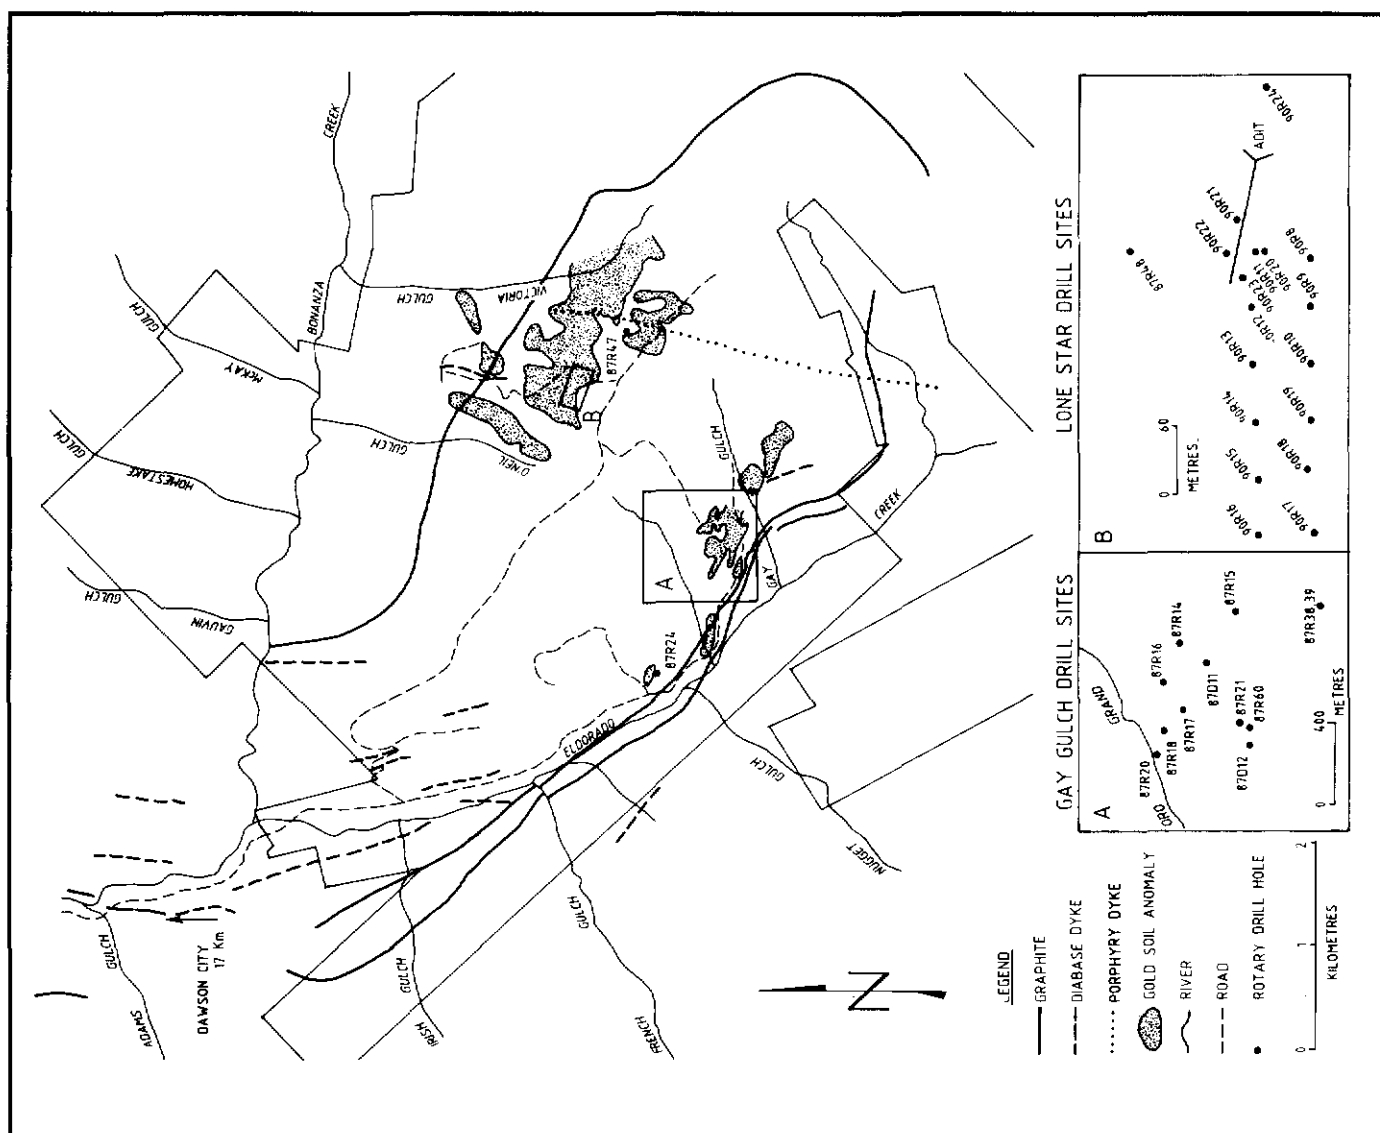 CREEK
BONANZA
GULCH
McKAY
GULCH
HOMESTAKE
GULCH
GAUVIN
GULCH
VICTORIA
GULCH
O'NEIL
87R47
B
GULCH
GAY
A
CREEK
87R24
ELDORADO
GULCH
NUGGET
GULCH
FRENCH
GULCH
IRISH
GULCH
ADAMS
DAWSON CITY
17 Km
N
LEGEND
GRAPHITE
DIABASE DYKE
PORPHYRY DYKE
GOLD SOIL ANOMALY
RIVER
ROAD
ROTARY DRILL HOLE
0 1 2
KILOMETRES
GAY GULCH DRILL SITES
A
ORO GRAND
87R20
87R18
87R16
87R17
87R14
87D11
87R15
87D12
87R21
87R60
87R38,39
0 400
METRES
LONE STAR DRILL SITES
B
0 60
METRES
87R48
90R24
ADIT
90R21
90R22
90R11
90R20
90R23
90R12
90R13
90R14
90R15
90R16
90R8
90R9
90R10
90R19
90R18
90R17